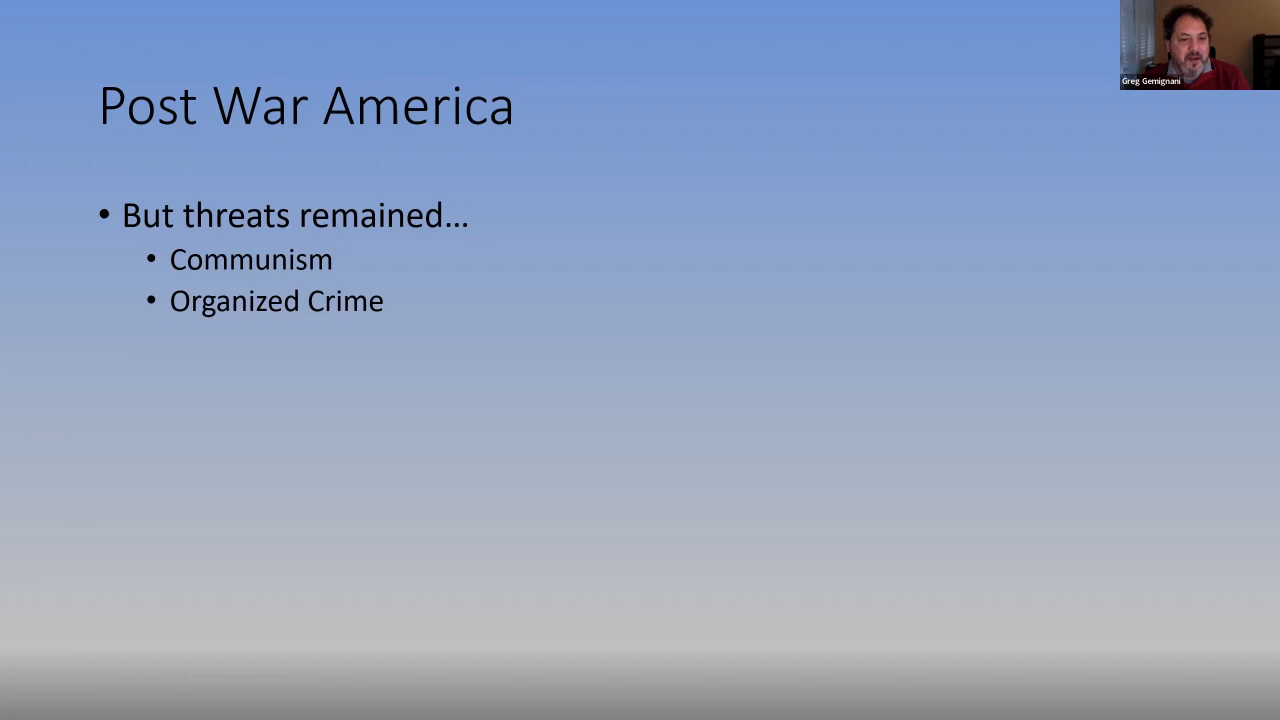 Greg Gemignani
Post War America
• But threats remained…
• Communism
• Organized Crime